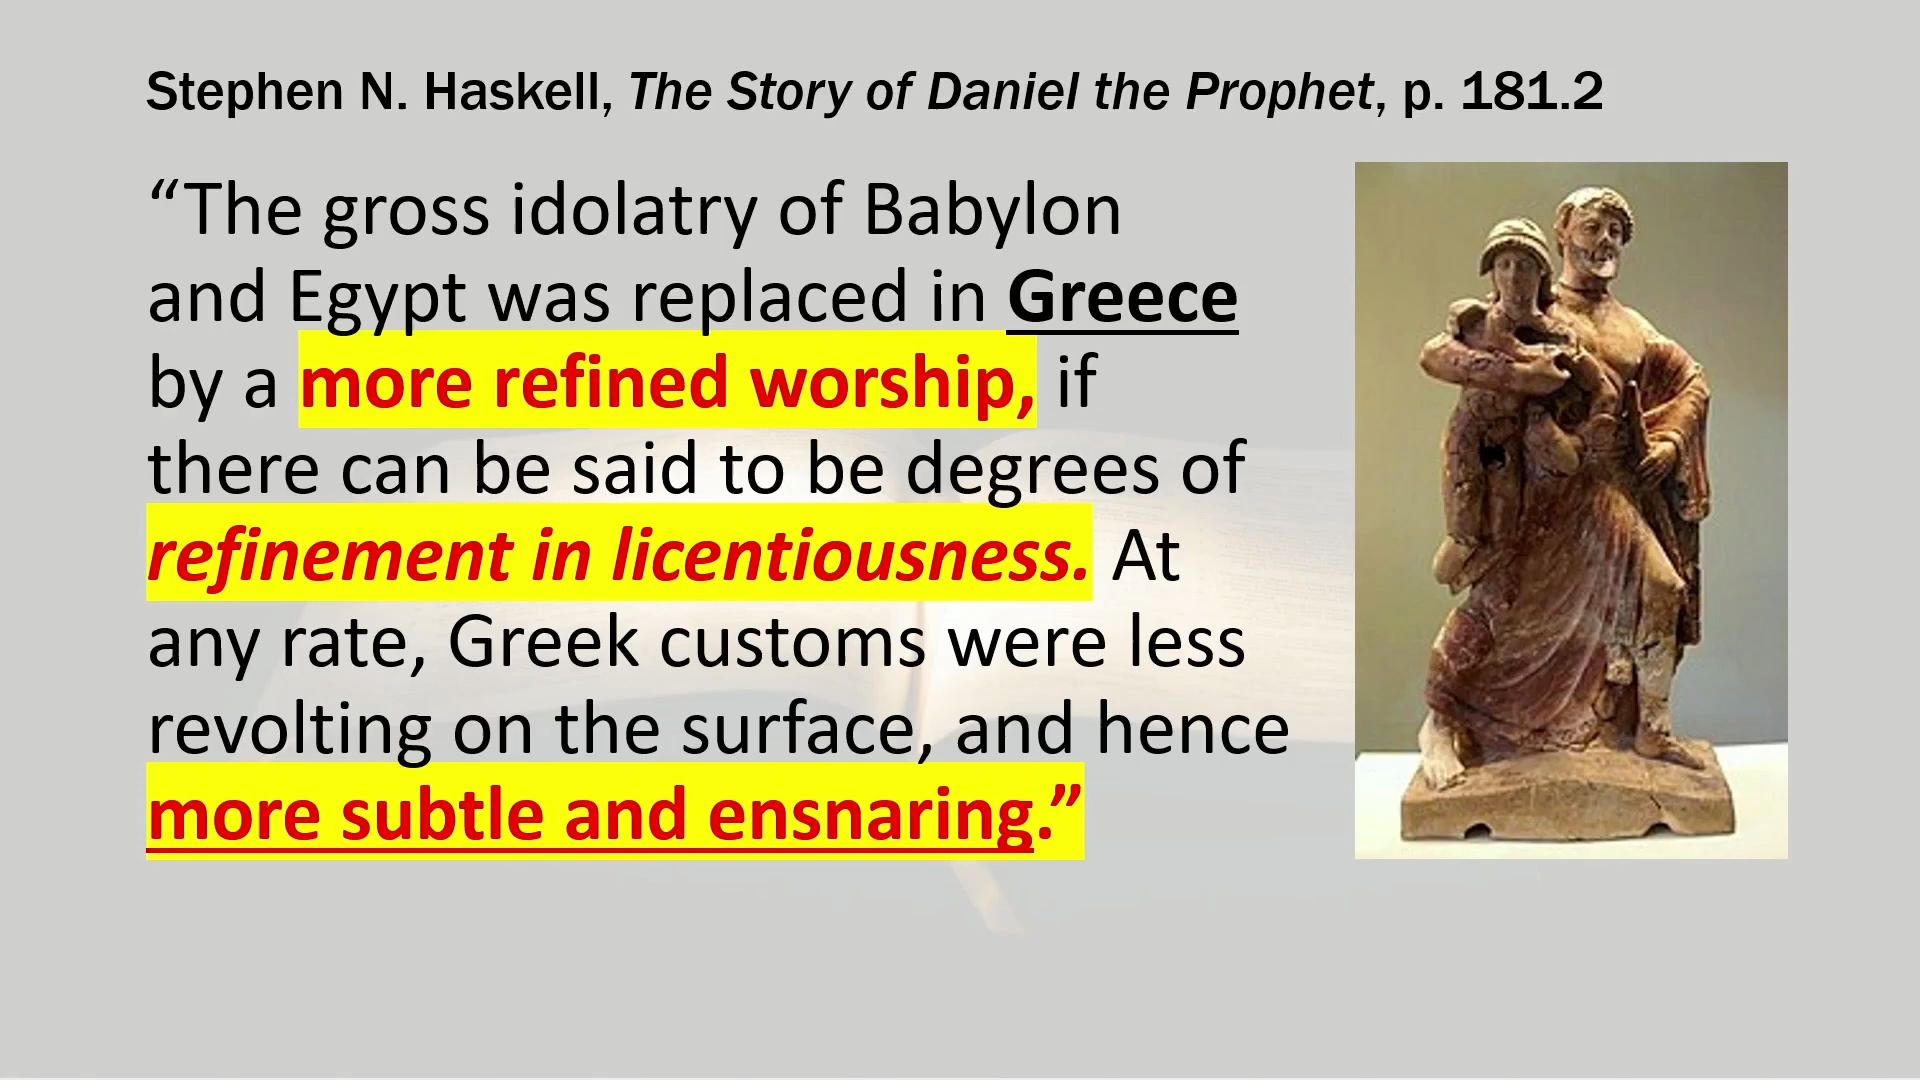 Stephen N. Haskell, The Story of Daniel the Prophet, p. 181.2
“The gross idolatry of Babylon
and Egypt was replaced in Greece
by a more refined worship, if
there can be said to be degrees of
refinement in licentiousness. At
any rate, Greek customs were less
revolting on the surface, and hence
more subtle and ensnaring.”